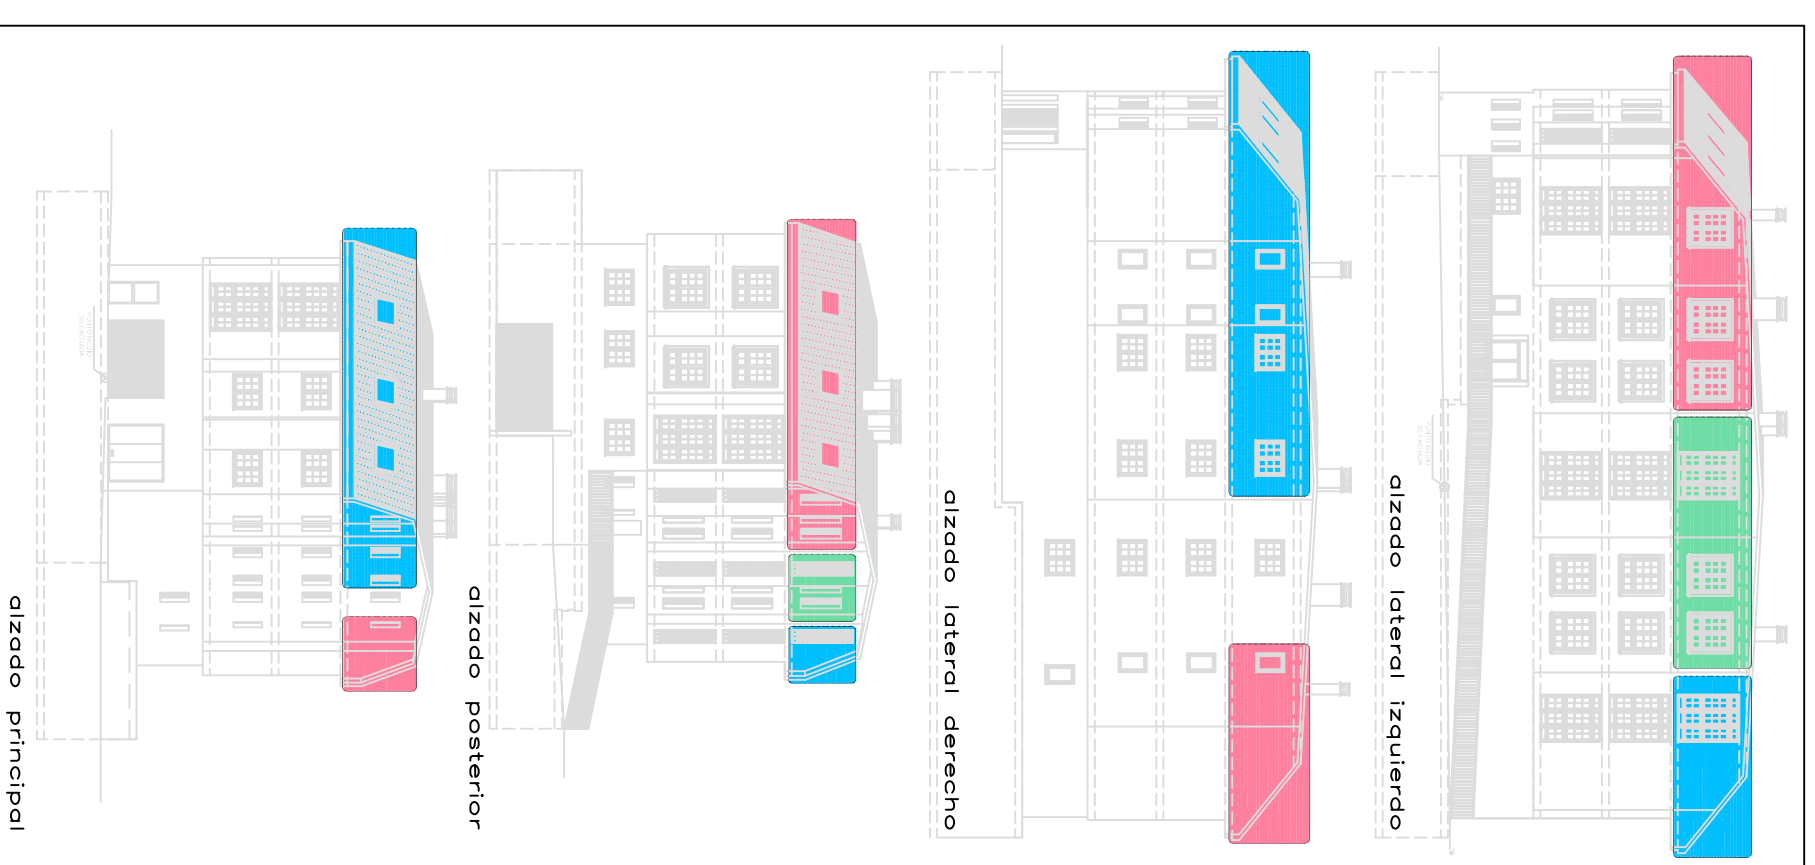 alzado lateral izquierdo
alzado lateral derecho
alzado posterior
alzado principal